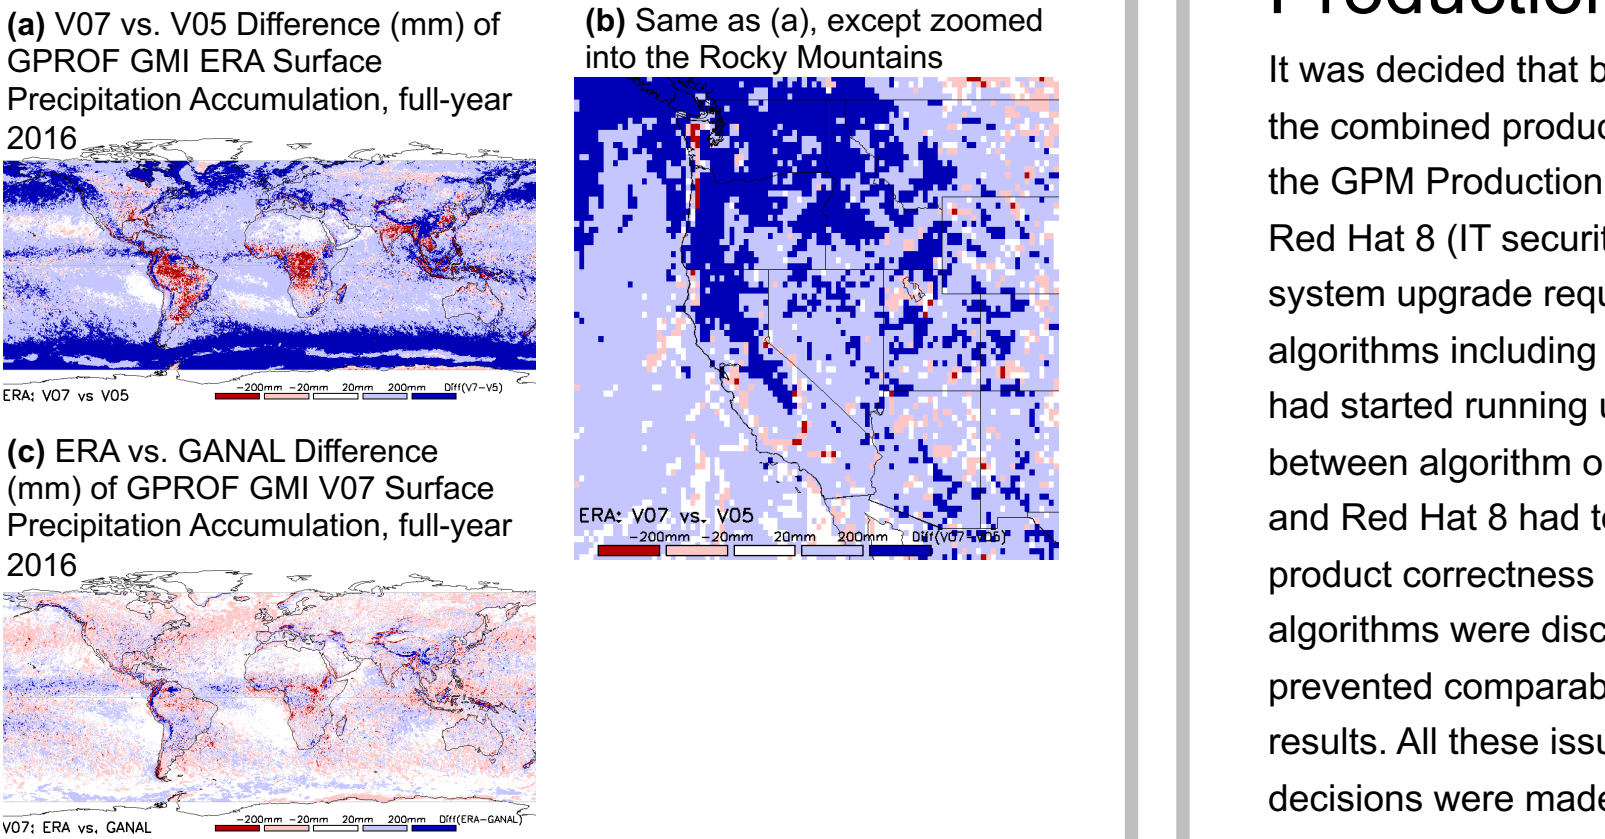 (a) V07 vs. V05 Difference (mm) of
GPROF GMI ERA Surface
Precipitation Accumulation, full-year
2016
-200mm -20mm 20mm 200mm Diff(V7-V5)
ERA: V07 vs V05
(b) Same as (a), except zoomed
into the Rocky Mountains
ERA: V07 vs. V05
-200mm -20mm 20mm 200mm Diff(V07-V05)
(c) ERA vs. GANAL Difference
(mm) of GPROF GMI V07 Surface
Precipitation Accumulation, full-year
2016
-200mm -20mm 20mm 200mm Diff(ERA-GANAL)
V07: ERA vs. GANAL
Production
It was decided that b
the combined produc
the GPM Production
Red Hat 8 (IT securit
system upgrade requ
algorithms including
had started running u
between algorithm o
and Red Hat 8 had to
product correctness
algorithms were disc
prevented comparab
results. All these issu
decisions were made